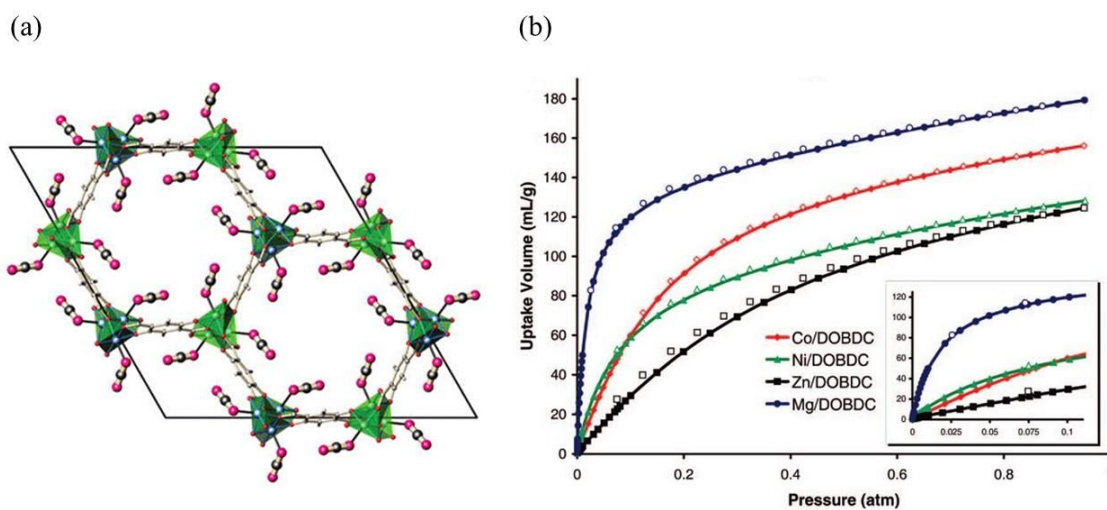 (a)
(b)
Uptake Volume (mL/g)
180
160
140
120
100
80
60
40
20
0
Co/DOBDC
Ni/DOBDC
Zn/DOBDC
Mg/DOBDC
120
100
80
60
40
20
0
0 0.025 0.05 0.075 0.1
0 0.2 0.4 0.6 0.8
Pressure (atm)